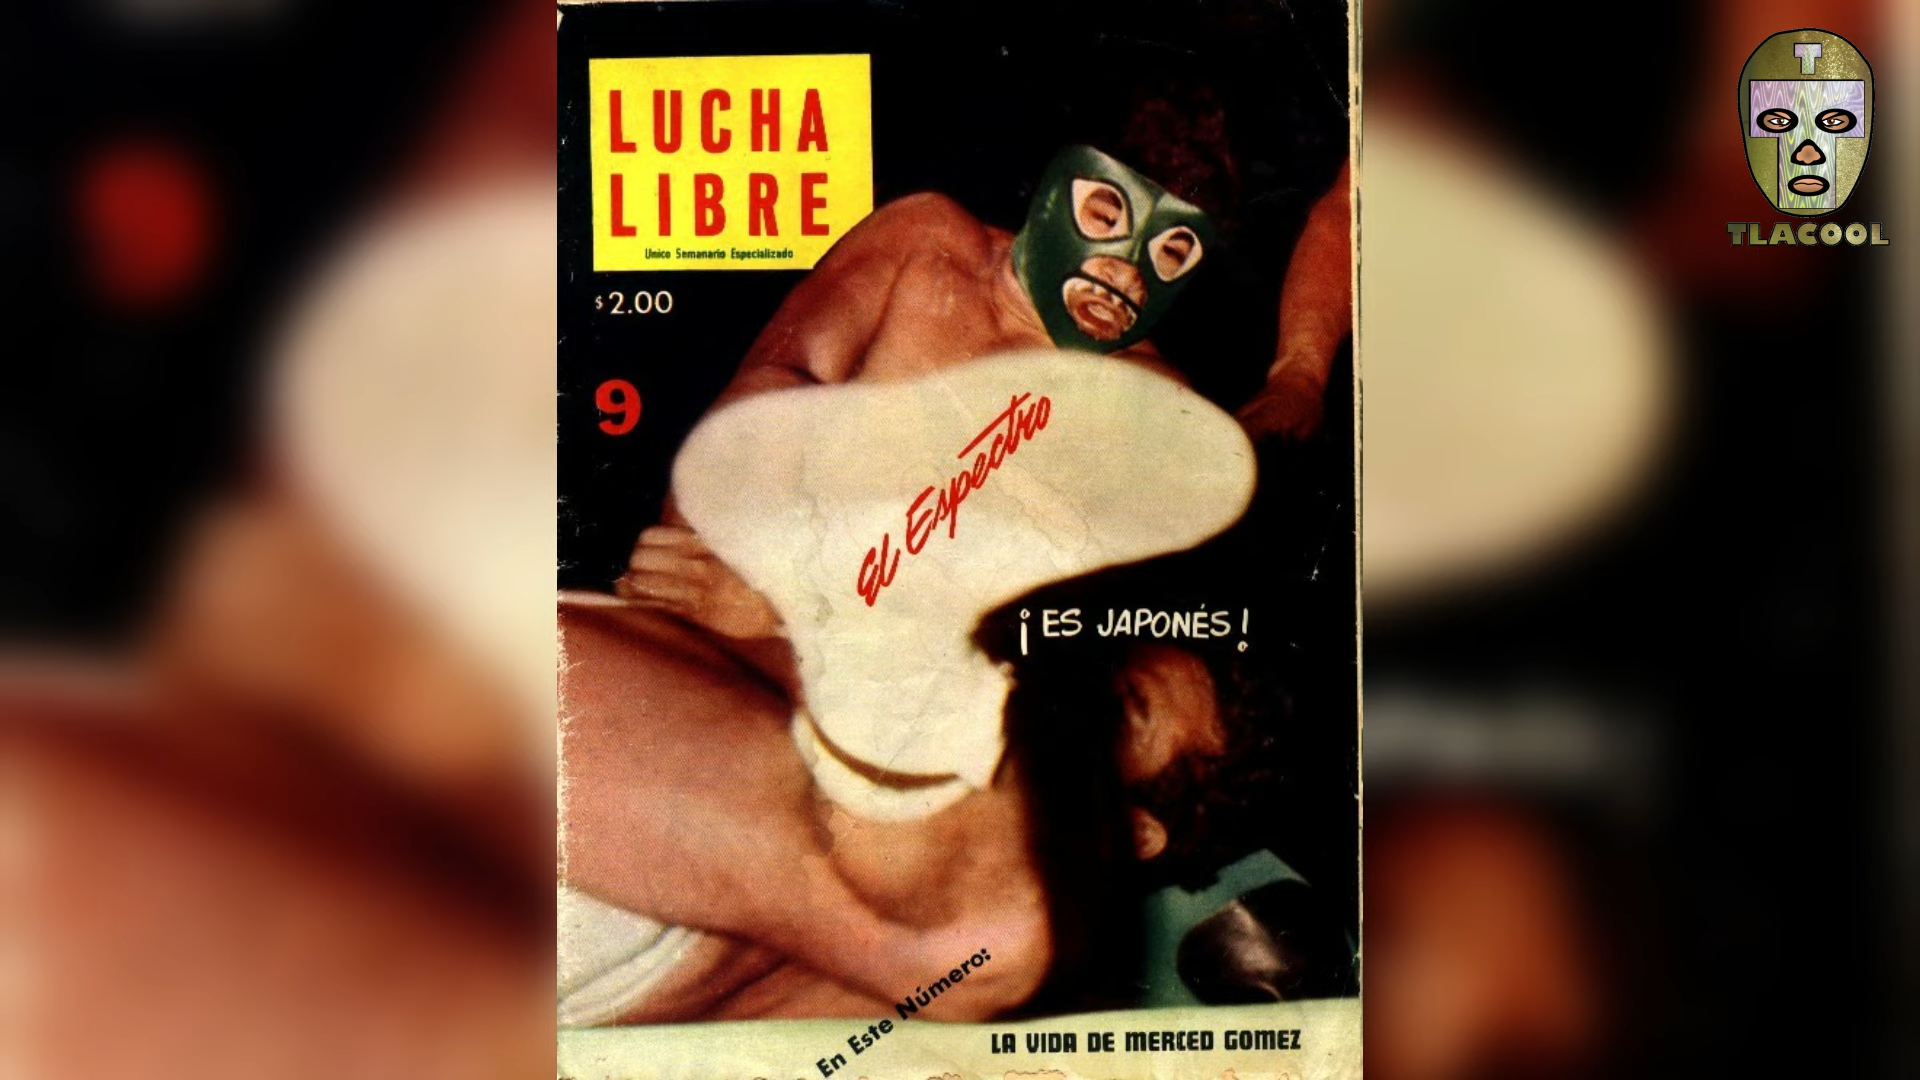 LUCHA
LIBRE
Unico Semanario Especializado
$2.00
9
El Espectro
¡ES JAPONÉS!
En Este Número:
LA VIDA DE MERCED GOMEZ
T
TLACOOL